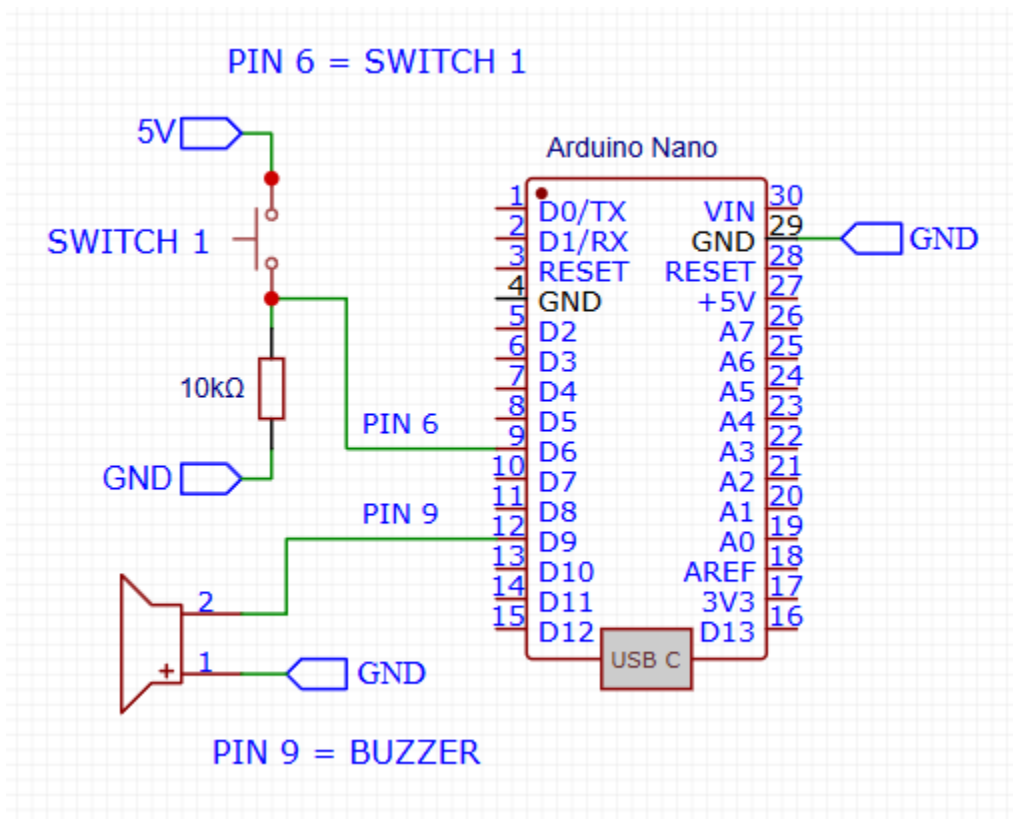 PIN 6 = SWITCH 1
5V
SWITCH 1
10kΩ
GND
PIN 6
PIN 9
2
+ 1
GND
PIN 9 = BUZZER
Arduino Nano
1 D0/TX VIN 30
2 D1/RX GND 29
GND
3 RESET RESET 28
4 GND +5V 27
5 D2 A7 26
6 D3 A6 25
7 D4 A5 24
8 D5 A4 23
9 D6 A3 22
10 D7 A2 21
11 D8 A1 20
12 D9 A0 19
13 D10 AREF 18
14 D11 3V3 17
15 D12 D13 16
USB C